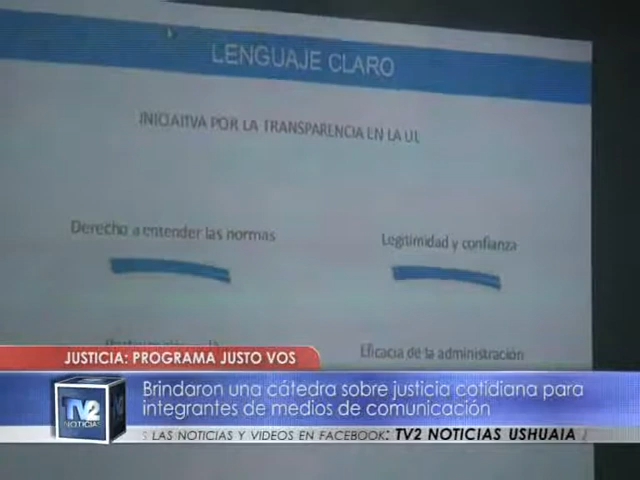 LENGUAJE CLARO
INICIAITVA POR LA TRANSPARENCIA EN LA UE
Derecho a entender las normas
Legitimidad y confianza
Eficacia de la administración
JUSTICIA: PROGRAMA JUSTO VOS
Brindaron una cátedra sobre justicia cotidiana para
integrantes de medios de comunicación
TV2
NOTICIAS
S LAS NOTICIAS Y VIDEOS EN FACEBOOK: TV2 NOTICIAS USHUAIA